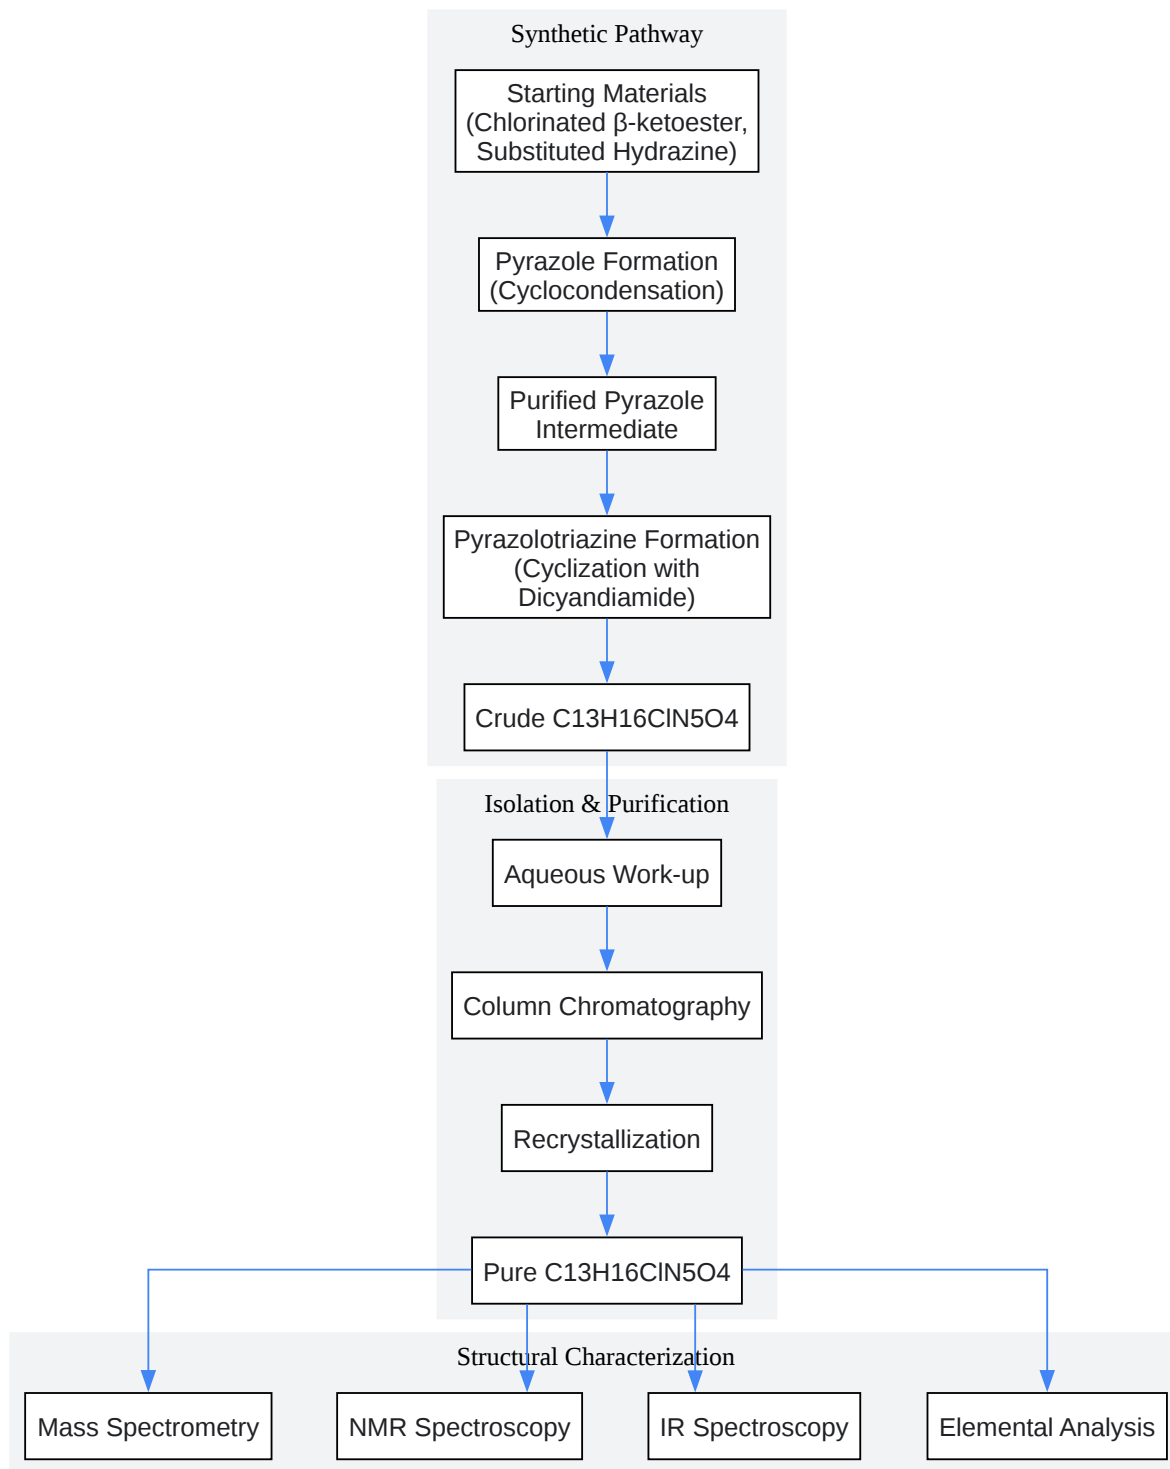 Synthetic Pathway
Starting Materials
(Chlorinated β-ketoester,
Substituted Hydrazine)
Pyrazole Formation
(Cyclocondensation)
Purified Pyrazole
Intermediate
Pyrazolotriazine Formation
(Cyclization with
Dicyandiamide)
Crude C13H16ClN5O4
Isolation & Purification
Aqueous Work-up
Column Chromatography
Recrystallization
Pure C13H16ClN5O4
Structural Characterization
Mass Spectrometry
NMR Spectroscopy
IR Spectroscopy
Elemental Analysis